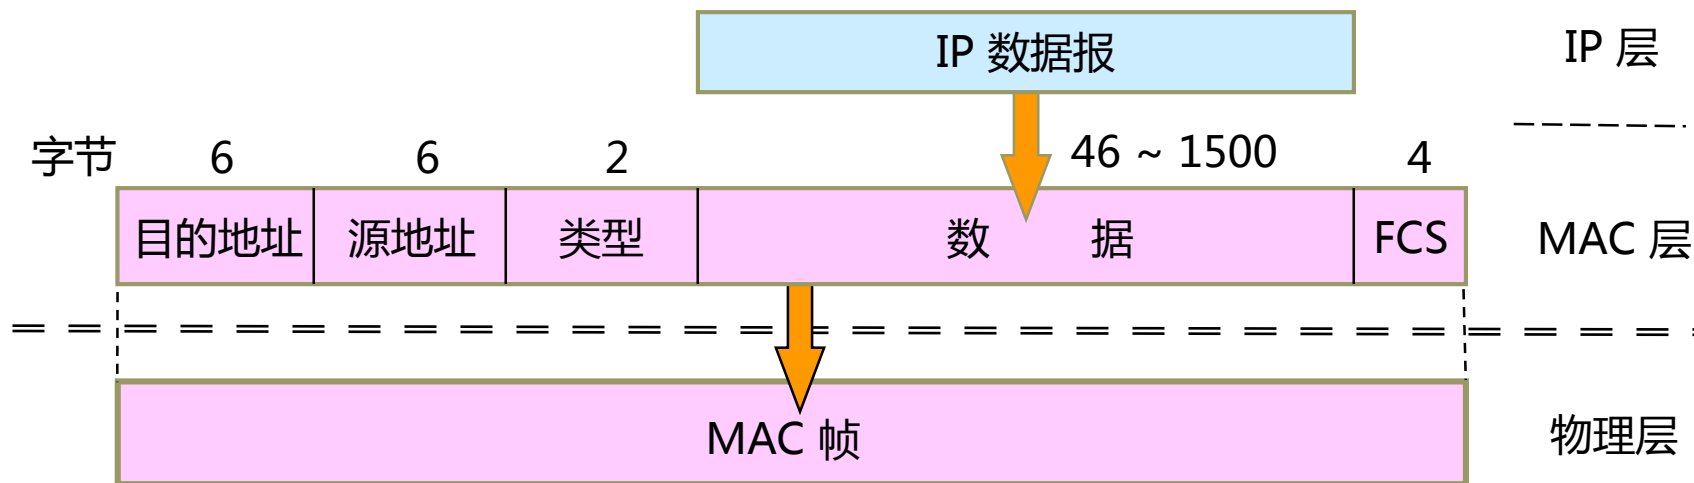 IP 数据报 IP 层
字节 6 6 2 46 ~ 1500 4
目的地址 源地址 类型 数 据 FCS MAC 层
MAC 帧 物理层